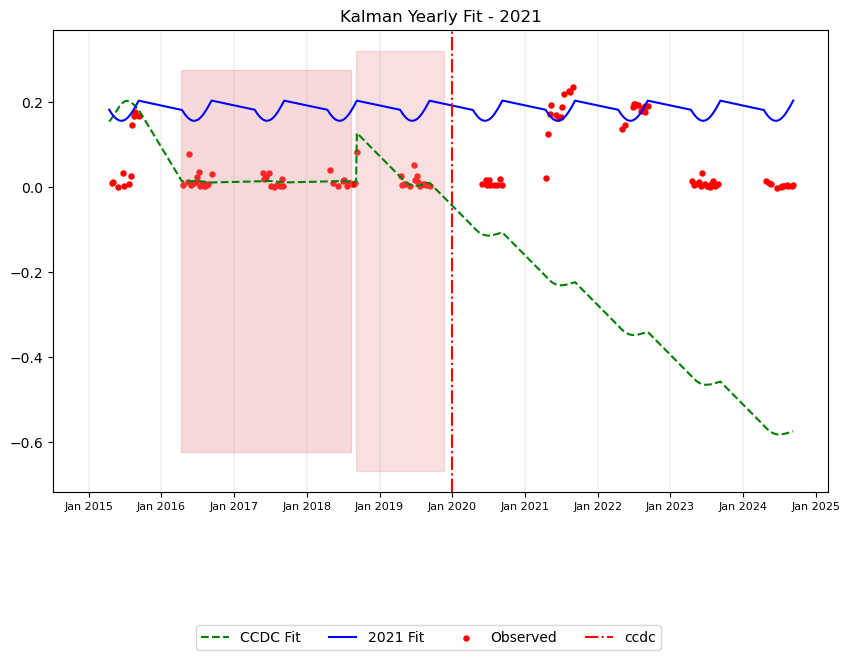 Kalman Yearly Fit - 2021
0.2
0.0
−0.2
−0.4
−0.6
Jan 2015 Jan 2016 Jan 2017 Jan 2018 Jan 2019 Jan 2020 Jan 2021 Jan 2022 Jan 2023 Jan 2024 Jan 2025
CCDC Fit 2021 Fit Observed ccdc